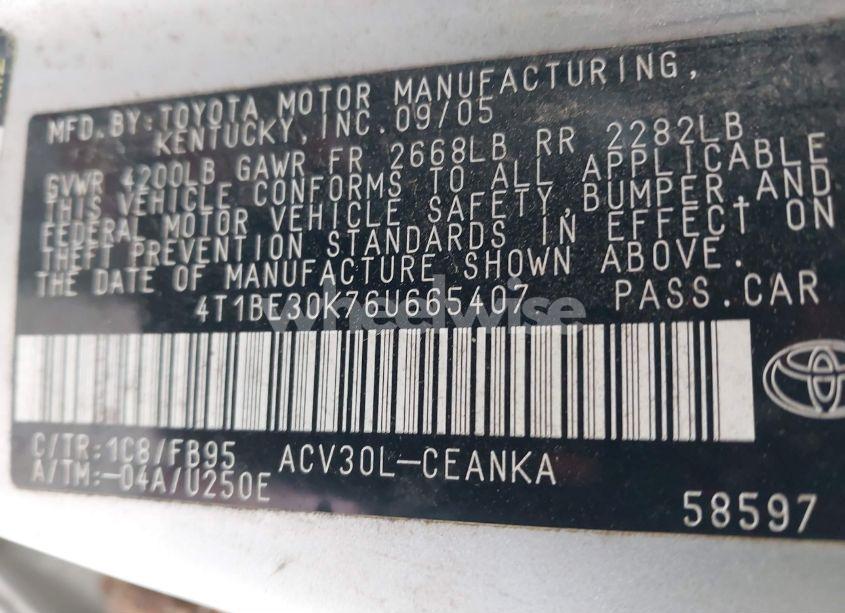 MFD. BY: TOYOTA MOTOR MANUFACTURING,
KENTUCKY, INC. 09/05
GVWR 4200LB GAWR FR 2668LB RR 2282LB
THIS VEHICLE CONFORMS TO ALL APPLICABLE
FEDERAL MOTOR VEHICLE SAFETY, BUMPER, AND
THEFT PREVENTION STANDARDS IN EFFECT ON
THE DATE OF MANUFACTURE SHOWN ABOVE.
4T1BE30K76U665407 PASS. CAR
wheelwise
C/TR: 1C8/FB95 ACV30L-CEANKA
A/TM: -04A/U250E
58597